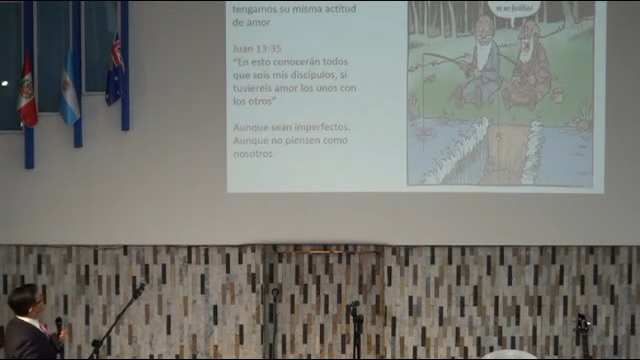 tengamos su misma actitud
de amor
Juan 13:35
"En esto conocerán todos
que sois mis discípulos, si
tuviereis amor los unos con
los otros"
Aunque sean imperfectos.
Aunque no piensen como
nosotros